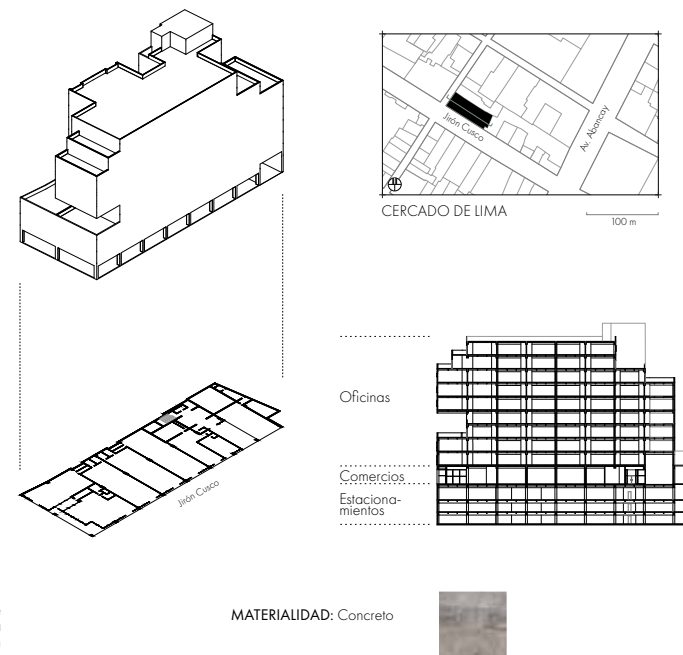 Jirón Cusco
Av. Abancay
CERCADO DE LIMA
100 m
Oficinas
Comercios
Estaciona-
mientos
Jirón Cusco
MATERIALIDAD: Concreto